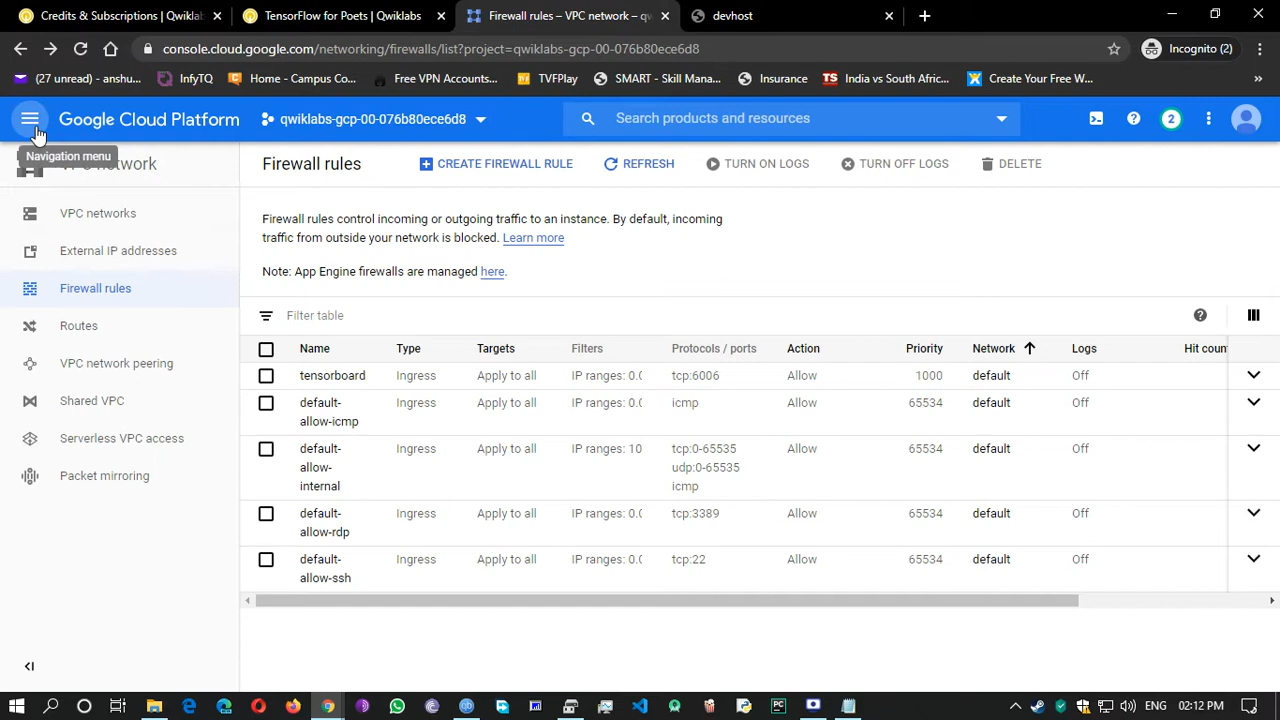 Credits & Subscriptions | Qwikla
TensorFlow for Poets | Qwiklabs
Firewall rules – VPC network – qw
devhost
console.cloud.google.com/networking/firewalls/list?project=qwiklabs-gcp-00-076b80ece6d8
Incognito (2)
(27 unread) - anshu...
InfyTQ
Home - Campus Co...
Free VPN Accounts...
TVFPlay
SMART - Skill Mana...
Insurance
TS India vs South Afric...
Create Your Free W...
»
Google Cloud Platform
qwiklabs-gcp-00-076b80ece6d8
Search products and resources
2
Navigation menu
network
VPC networks
External IP addresses
Firewall rules
Routes
VPC network peering
Shared VPC
Serverless VPC access
Packet mirroring
Firewall rules
CREATE FIREWALL RULE
REFRESH
TURN ON LOGS
TURN OFF LOGS
DELETE
Firewall rules control incoming or outgoing traffic to an instance. By default, incoming
traffic from outside your network is blocked. Learn more
Note: App Engine firewalls are managed here.
Filter table
Name Type Targets Filters Protocols / ports Action Priority Network Logs Hit coun
tensorboard Ingress Apply to all IP ranges: 0.0 tcp:6006 Allow 1000 default Off
default- Ingress Apply to all IP ranges: 0.0 icmp Allow 65534 default Off
allow-icmp
default- Ingress Apply to all IP ranges: 10 tcp:0-65535 Allow 65534 default Off
allow- udp:0-65535
internal icmp
default- Ingress Apply to all IP ranges: 0.0 tcp:3389 Allow 65534 default Off
allow-rdp
default- Ingress Apply to all IP ranges: 0.0 tcp:22 Allow 65534 default Off
allow-ssh
ENG 02:12 PM